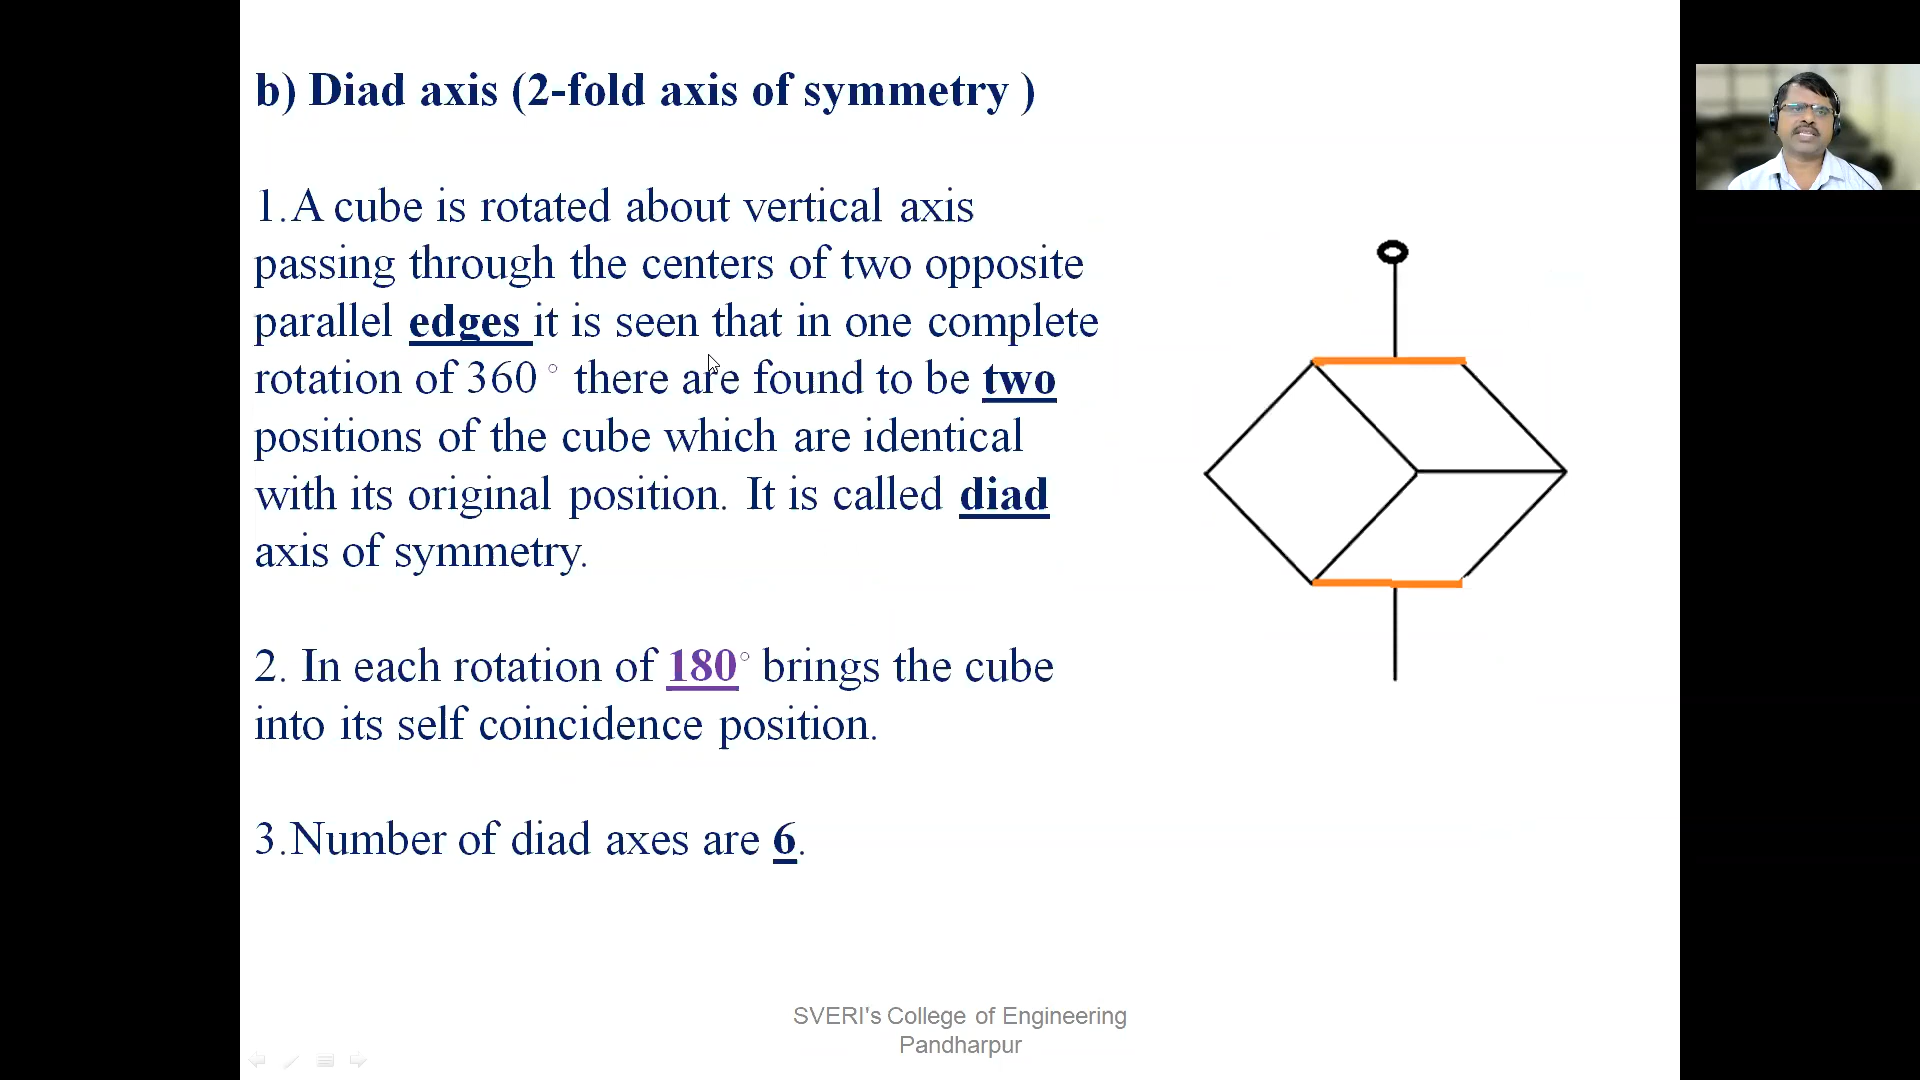 b) Diad axis (2-fold axis of symmetry )
1.A cube is rotated about vertical axis
passing through the centers of two opposite
parallel edges it is seen that in one complete
rotation of 360° there are found to be two
positions of the cube which are identical
with its original position. It is called diad
axis of symmetry.
2. In each rotation of 180° brings the cube
into its self coincidence position.
3.Number of diad axes are 6.
SVERI's College of Engineering
Pandharpur